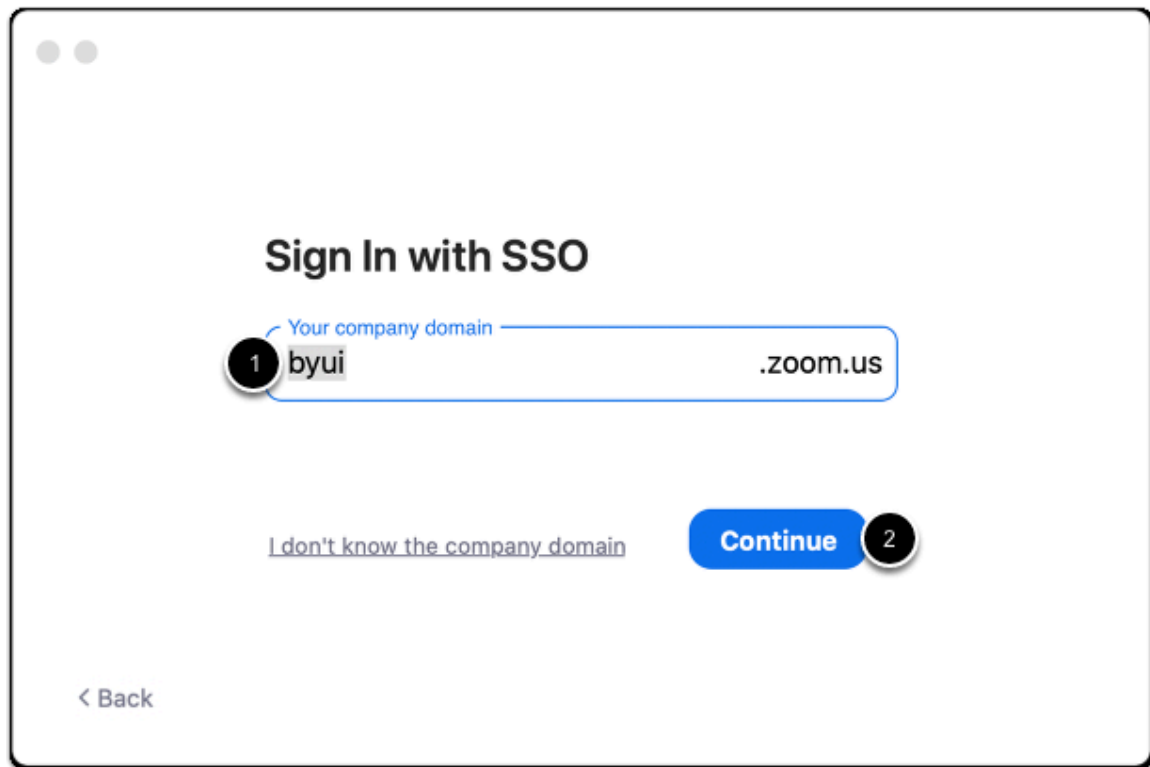 Sign In with SSO
Your company domain
1 byui .zoom.us
I don't know the company domain Continue 2
< Back